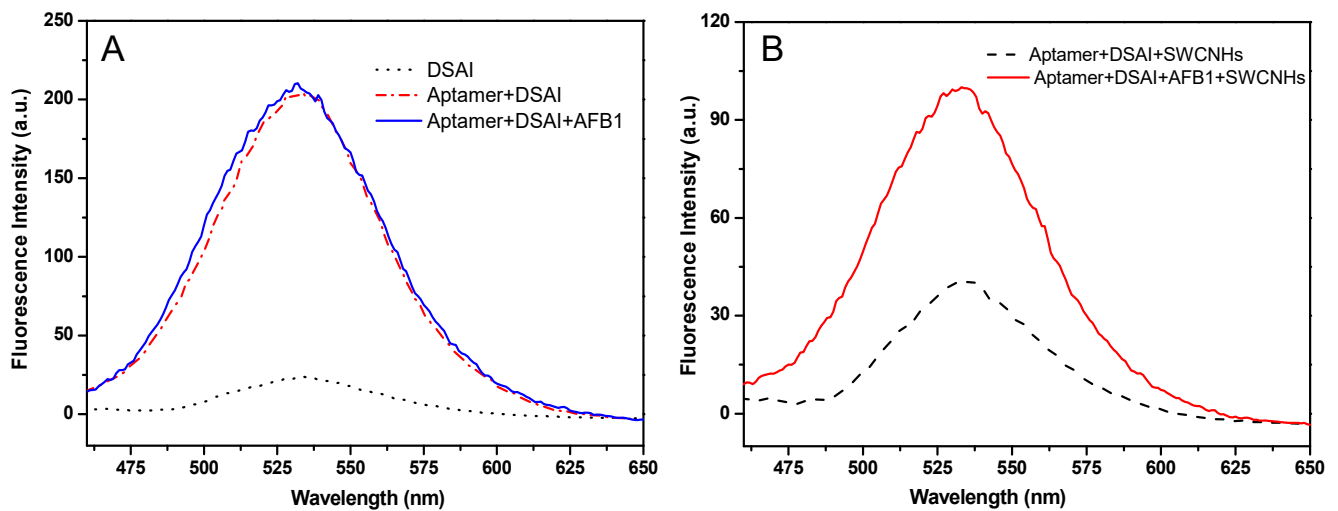 A
250
200
150
100
50
0
Fluorescence Intensity (a.u.)
DSAI
Aptamer+DSAI
Aptamer+DSAI+AFB1
475 500 525 550 575 600 625 650
Wavelength (nm)
B
120
90
60
30
0
Fluorescence Intensity (a.u.)
Aptamer+DSAI+SWCNHs
Aptamer+DSAI+AFB1+SWCNHs
475 500 525 550 575 600 625 650
Wavelength (nm)